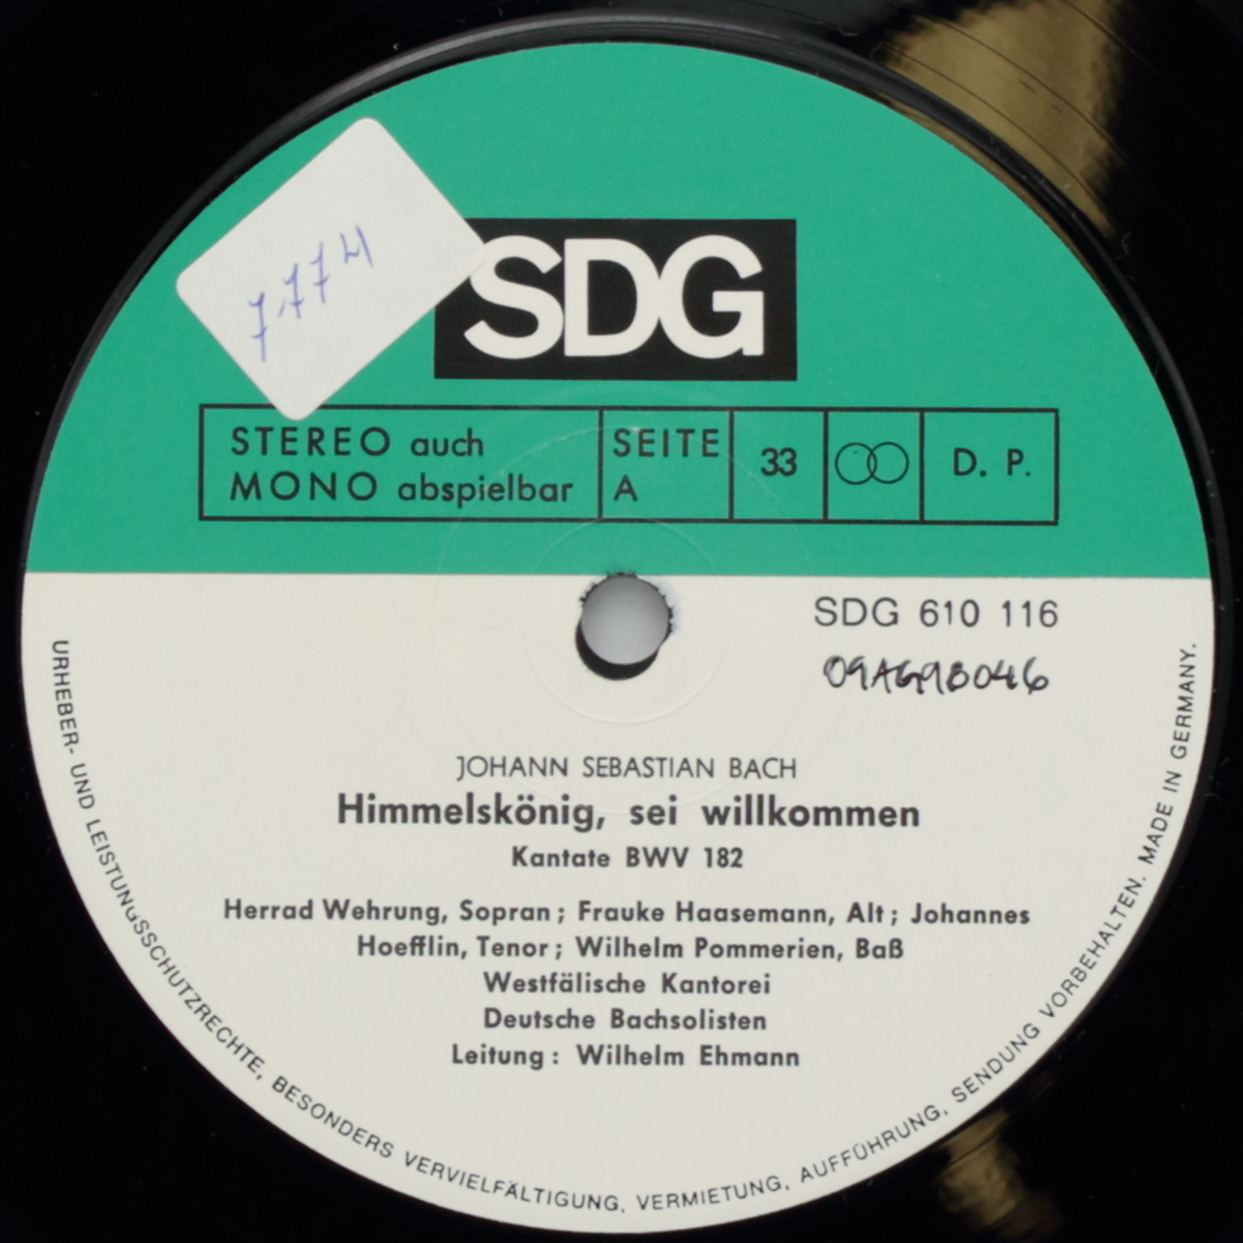 7774
SDG
STEREO auch
MONO abspielbar
SEITE
A
33
D. P.
SDG 610 116
09AG9B046
JOHANN SEBASTIAN BACH
Himmelskönig, sei willkommen
Kantate BWV 182
Herrad Wehrung, Sopran; Frauke Haasemann, Alt; Johannes
Hoefflin, Tenor; Wilhelm Pommerien, Baß
Westfälische Kantorei
Deutsche Bachsolisten
Leitung: Wilhelm Ehmann
URHEBER- UND LEISTUNGSSCHUTZRECHTE, BESONDERS VERVIELFÄLTIGUNG, VERMIETUNG, AUFFÜHRUNG, SENDUNG VORBEHALTEN. MADE IN GERMANY.